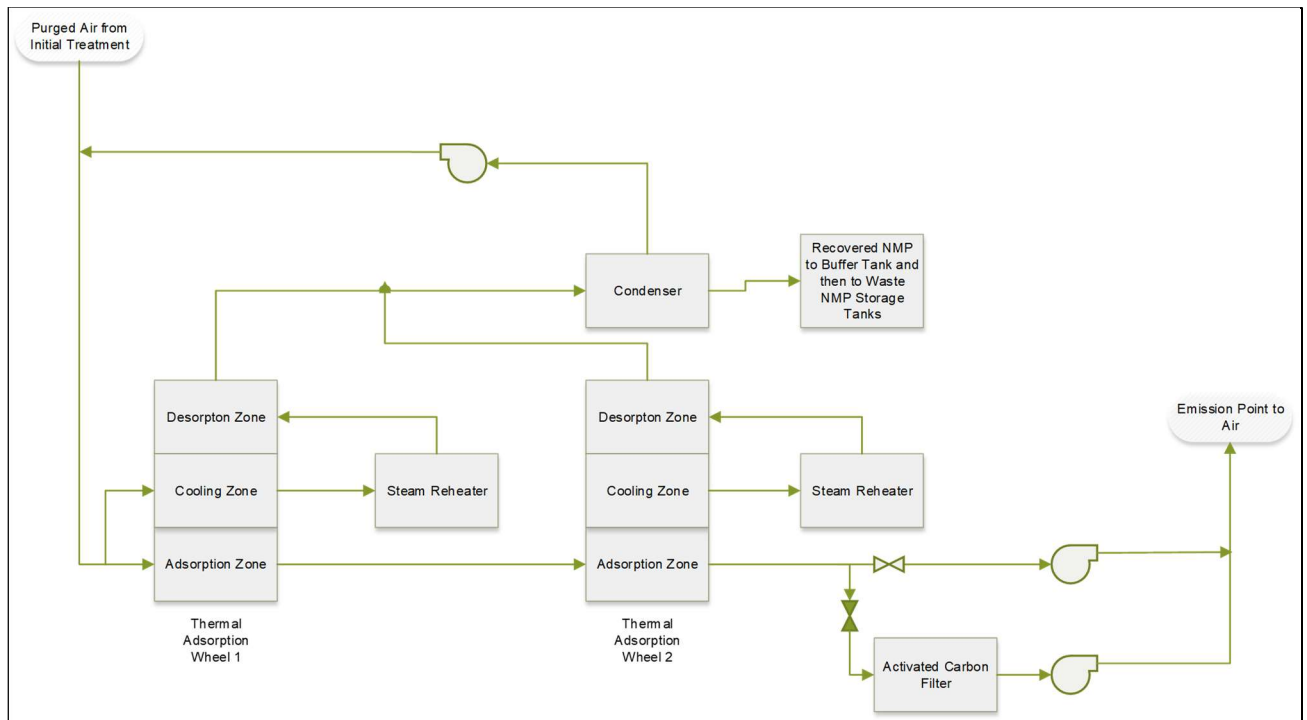 Purged Air from
Initial Treatment
Recovered NMP
to Buffer Tank and
then to Waste
NMP Storage
Tanks
Condenser
Desorpton Zone
Desorpton Zone
Emission Point to
Air
Cooling Zone
Steam Reheater
Cooling Zone
Steam Reheater
Adsorption Zone
Adsorption Zone
Thermal
Adsorption
Wheel 1
Thermal
Adsorption
Wheel 2
Activated Carbon
Filter